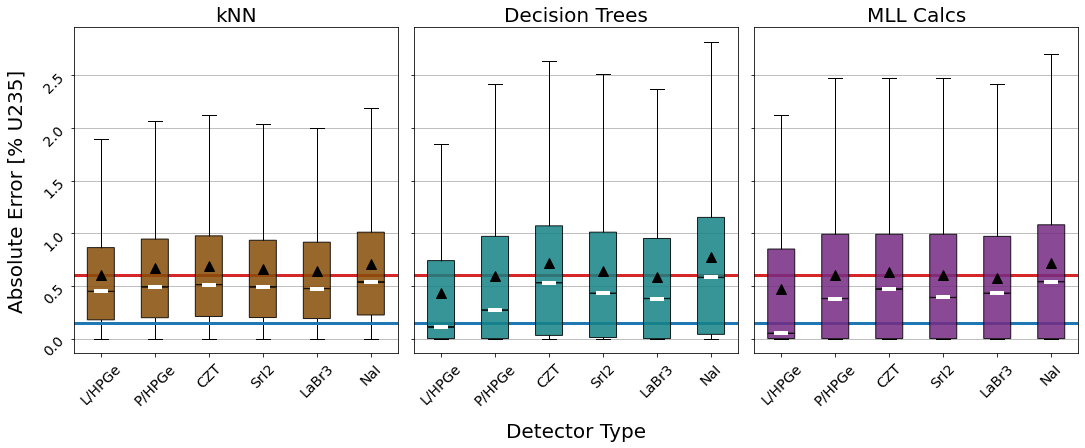 kNN
Decision Trees
MLL Calcs
Absolute Error [% U235]
2.5
2.0
1.5
1.0
0.5
0.0
L/HPGe P/HPGe CZT SrI2 LaBr3 NaI
L/HPGe P/HPGe CZT SrI2 LaBr3 NaI
L/HPGe P/HPGe CZT SrI2 LaBr3 NaI
Detector Type